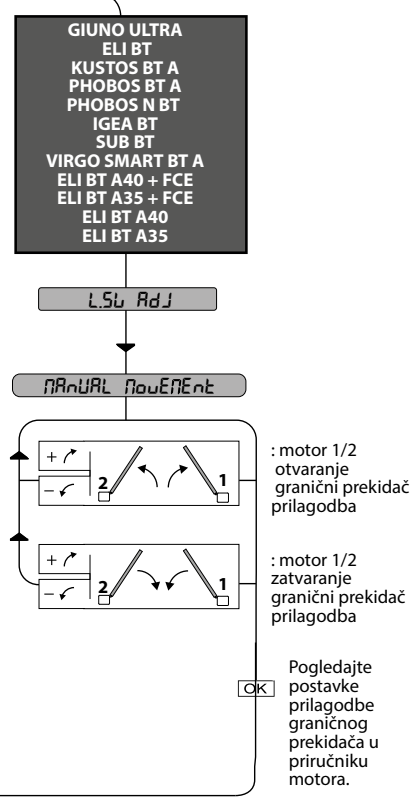 GIUNO ULTRA
ELI BT
KUSTOS BT A
PHOBOS BT A
PHOBOS N BT
IGEA BT
SUB BT
VIRGO SMART BT A
ELI BT A40 + FCE
ELI BT A35 + FCE
ELI BT A40
ELI BT A35
L.SW AdJ
MAnUAL MovEMEnt
+
-
2
1
: motor 1/2
otvaranje
granični prekidač
prilagodba
+
-
2
1
: motor 1/2
zatvaranje
granični prekidač
prilagodba
OK
Pogledajte
postavke
prilagodbe
graničnog
prekidača u
priručniku
motora.